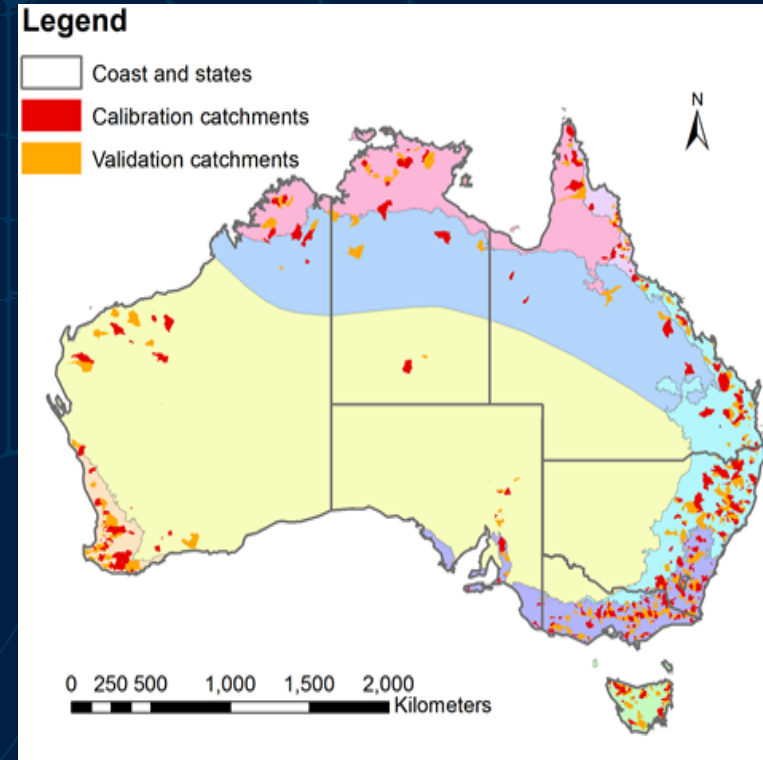 Legend
Coast and states
Calibration catchments
Validation catchments
N
0 250 500 1,000 1,500 2,000
Kilometers